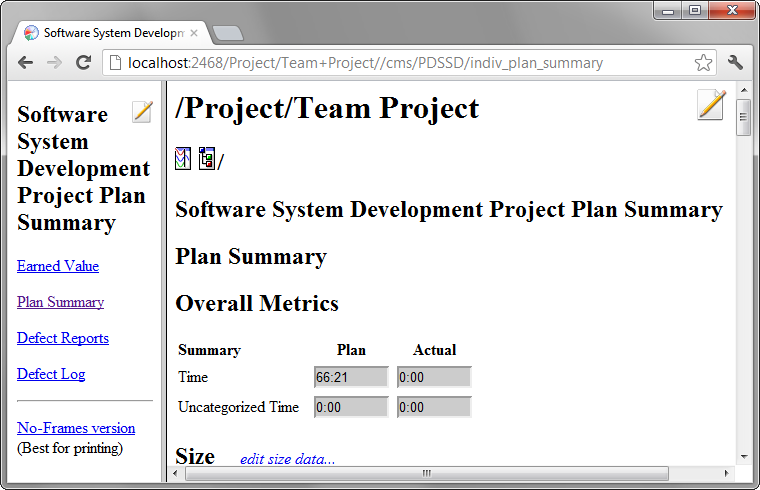 Software System Developm
localhost:2468/Project/Team+Project//cms/PDSSD/indiv_plan_summary
Software
System
Development
Project Plan
Summary
Earned Value
Plan Summary
Defect Reports
Defect Log
No-Frames version
(Best for printing)
/Project/Team Project
/
Software System Development Project Plan Summary
Plan Summary
Overall Metrics
Summary Plan Actual
Time 66:21 0:00
Uncategorized Time 0:00 0:00
Size edit size data...